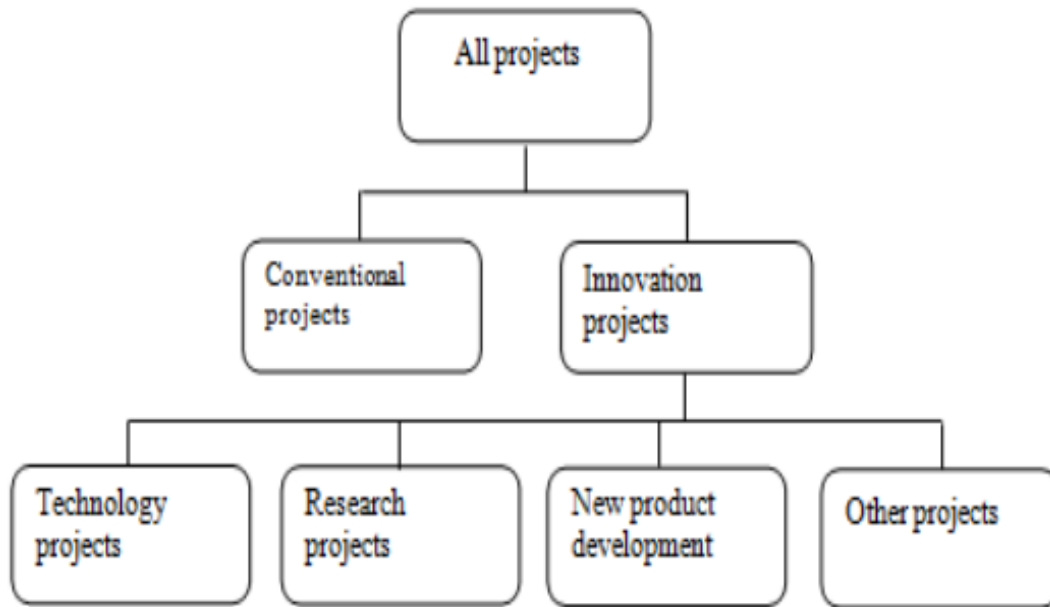 All projects
Conventional
projects
Innovation
projects
Technology
projects
Research
projects
New product
development
Other projects